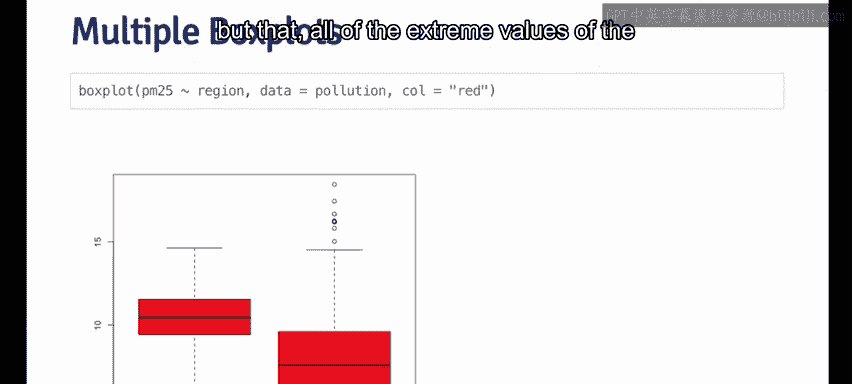 Multiple Boxplots
but that, all of the extreme values of the
boxplot(pm25 ~ region, data = pollution, col = "red")
15
10